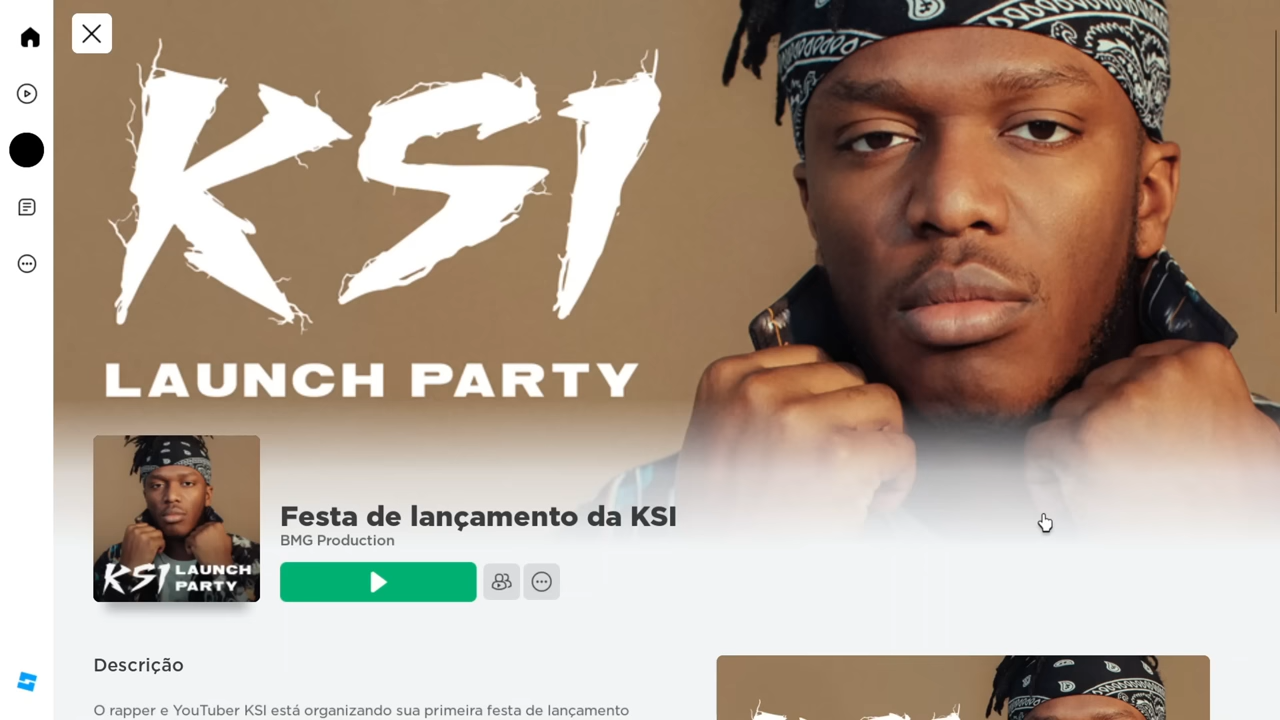 KSI
LAUNCH PARTY
KSI LAUNCH
PARTY
Festa de lançamento da KSI
BMG Production
Descrição
O rapper e YouTuber KSI está organizando sua primeira festa de lançamento